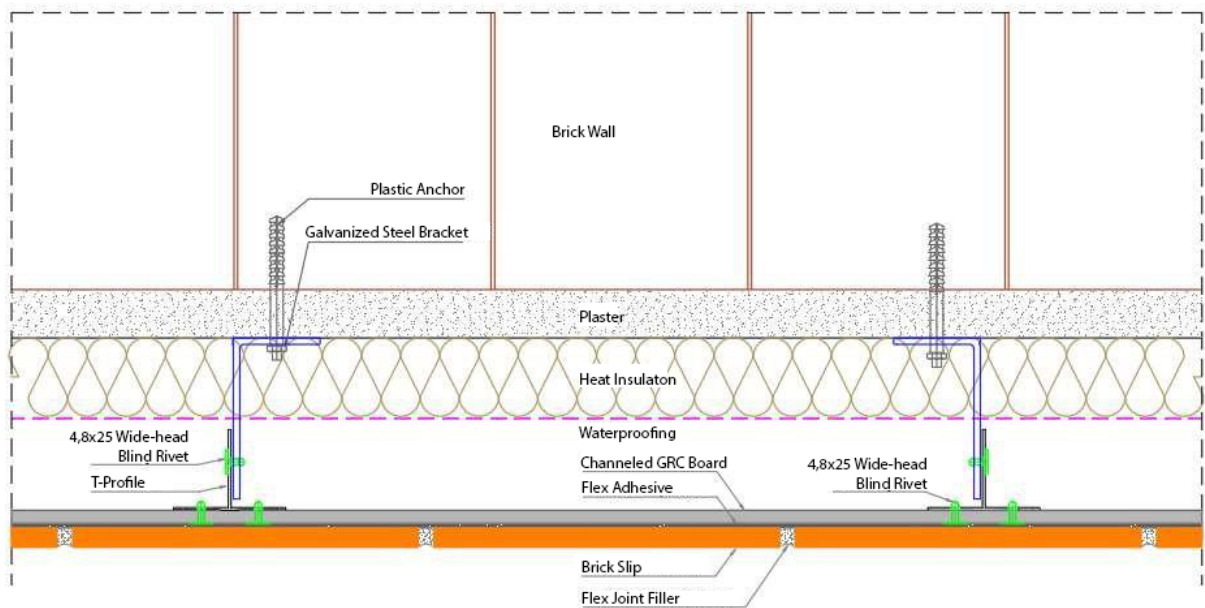 Brick Wall
Plastic Anchor
Galvanized Steel Bracket
Plaster
Heat Insulaton
Waterproofing
4,8x25 Wide-head
Blind Rivet
T-Profile
Channeled GRC Board
Flex Adhesive
4,8x25 Wide-head
Blind Rivet
Brick Slip
Flex Joint Filler